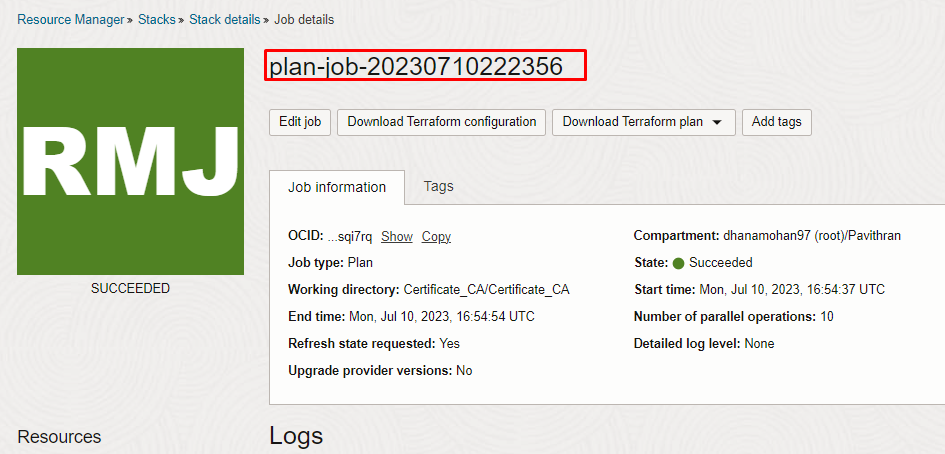 Resource Manager » Stacks » Stack details » Job details
plan-job-20230710222356
RMJ
SUCCEEDED
Edit job Download Terraform configuration Download Terraform plan Add tags
Job information Tags
OCID: ...sqi7rq Show Copy
Job type: Plan
Working directory: Certificate_CA/Certificate_CA
End time: Mon, Jul 10, 2023, 16:54:54 UTC
Refresh state requested: Yes
Upgrade provider versions: No
Compartment: dhanamohan97 (root)/Pavithran
State: Succeeded
Start time: Mon, Jul 10, 2023, 16:54:37 UTC
Number of parallel operations: 10
Detailed log level: None
Resources
Logs